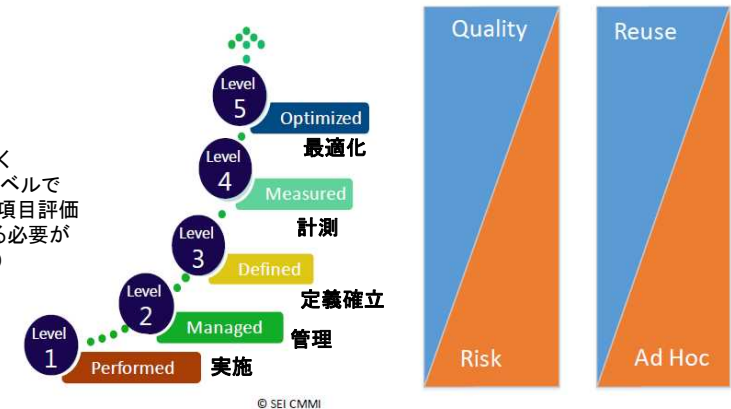 く
ベルで
項目評価
る必要が
)
Level
5
Optimized
最適化
Level
4
Measured
計測
Level
3
Defined
定義確立
Level
2
Managed
管理
Level
1
Performed
実施
© SEI CMMI
Quality
Risk
Reuse
Ad Hoc